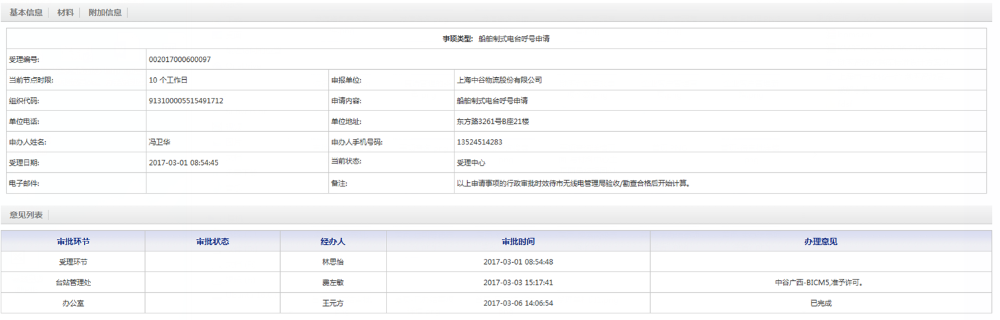 基本信息 材料 附加信息
事项类型: 船舶制式电台呼号申请
受理编号: 002017000600097
当前节点时限: 10 个工作日 申报单位: 上海中谷物流股份有限公司
组织代码: 913100005515491712 申请内容: 船舶制式电台呼号申请
单位电话: 单位地址: 东方路3261号B座21楼
申办人姓名: 冯卫华 申办人手机号码: 13524514283
受理日期: 2017-03-01 08:54:45 当前状态: 受理中心
电子邮件: 备注: 以上申请事项的行政审批时效待市无线电管理局验收/勘查合格后开始计算。
意见列表
审批环节 审批状态 经办人 审批时间 办理意见
受理环节 林思怡 2017-03-01 08:54:48
台站管理处 左敏 2017-03-03 15:17:41 中谷广西-BICM5,准予许可。
办公室 王元方 2017-03-06 14:06:54 已完成